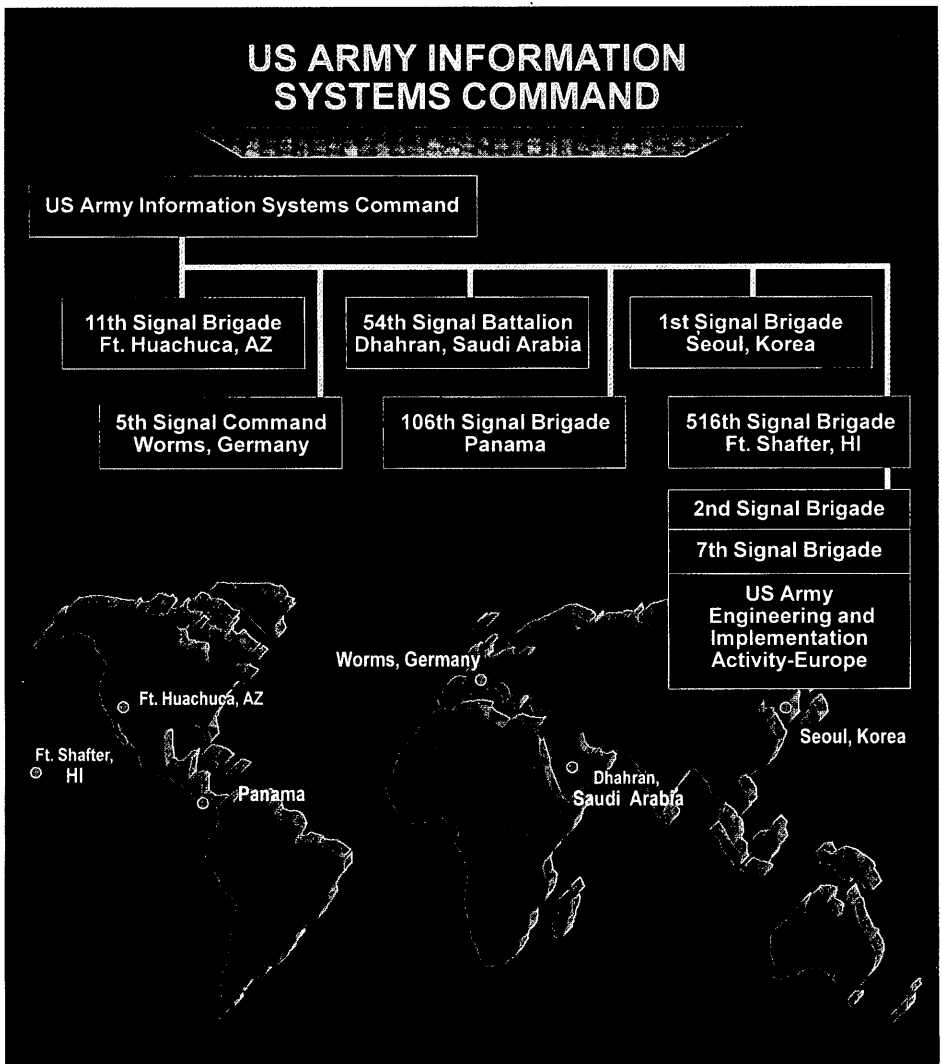 US ARMY INFORMATION
SYSTEMS COMMAND
US Army Information Systems Command
11th Signal Brigade
Ft. Huachuca, AZ
54th Signal Battalion
Dhahran, Saudi Arabia
1st Signal Brigade
Seoul, Korea
5th Signal Command
Worms, Germany
106th Signal Brigade
Panama
516th Signal Brigade
Ft. Shafter, HI
2nd Signal Brigade
7th Signal Brigade
US Army
Engineering and
Implementation
Activity-Europe
Worms, Germany
Ft. Huachuca, AZ
Seoul, Korea
Ft. Shafter,
HI
Dhahran,
Saudi Arabia
Panama